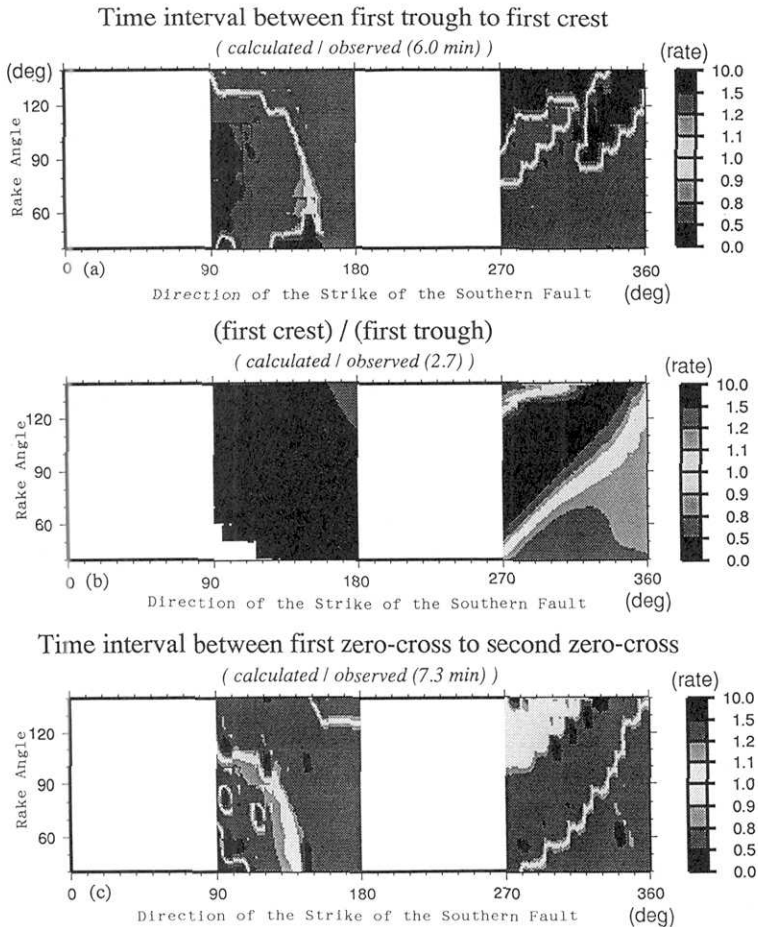 Time interval between first trough to first crest
( calculated / observed (6.0 min) )
(deg)
(rate)
120
90
60
Rake Angle
10.0
1.5
1.2
1.1
1.0
0.9
0.8
0.5
0.0
0 (a) 90 180 270 360
Direction of the Strike of the Southern Fault (deg)
(first crest) / (first trough)
( calculated / observed (2.7) )
(rate)
120
90
60
Rake Angle
10.0
1.5
1.2
1.1
1.0
0.9
0.8
0.5
0.0
0 (b) 90 180 270 360
Direction of the Strike of the Southern Fault (deg)
Time interval between first zero-cross to second zero-cross
( calculated / observed (7.3 min) )
(rate)
120
90
60
Rake Angle
10.0
1.5
1.2
1.1
1.0
0.9
0.8
0.5
0.0
0 (c) 90 180 270 360
Direction of the Strike of the Southern Fault (deg)